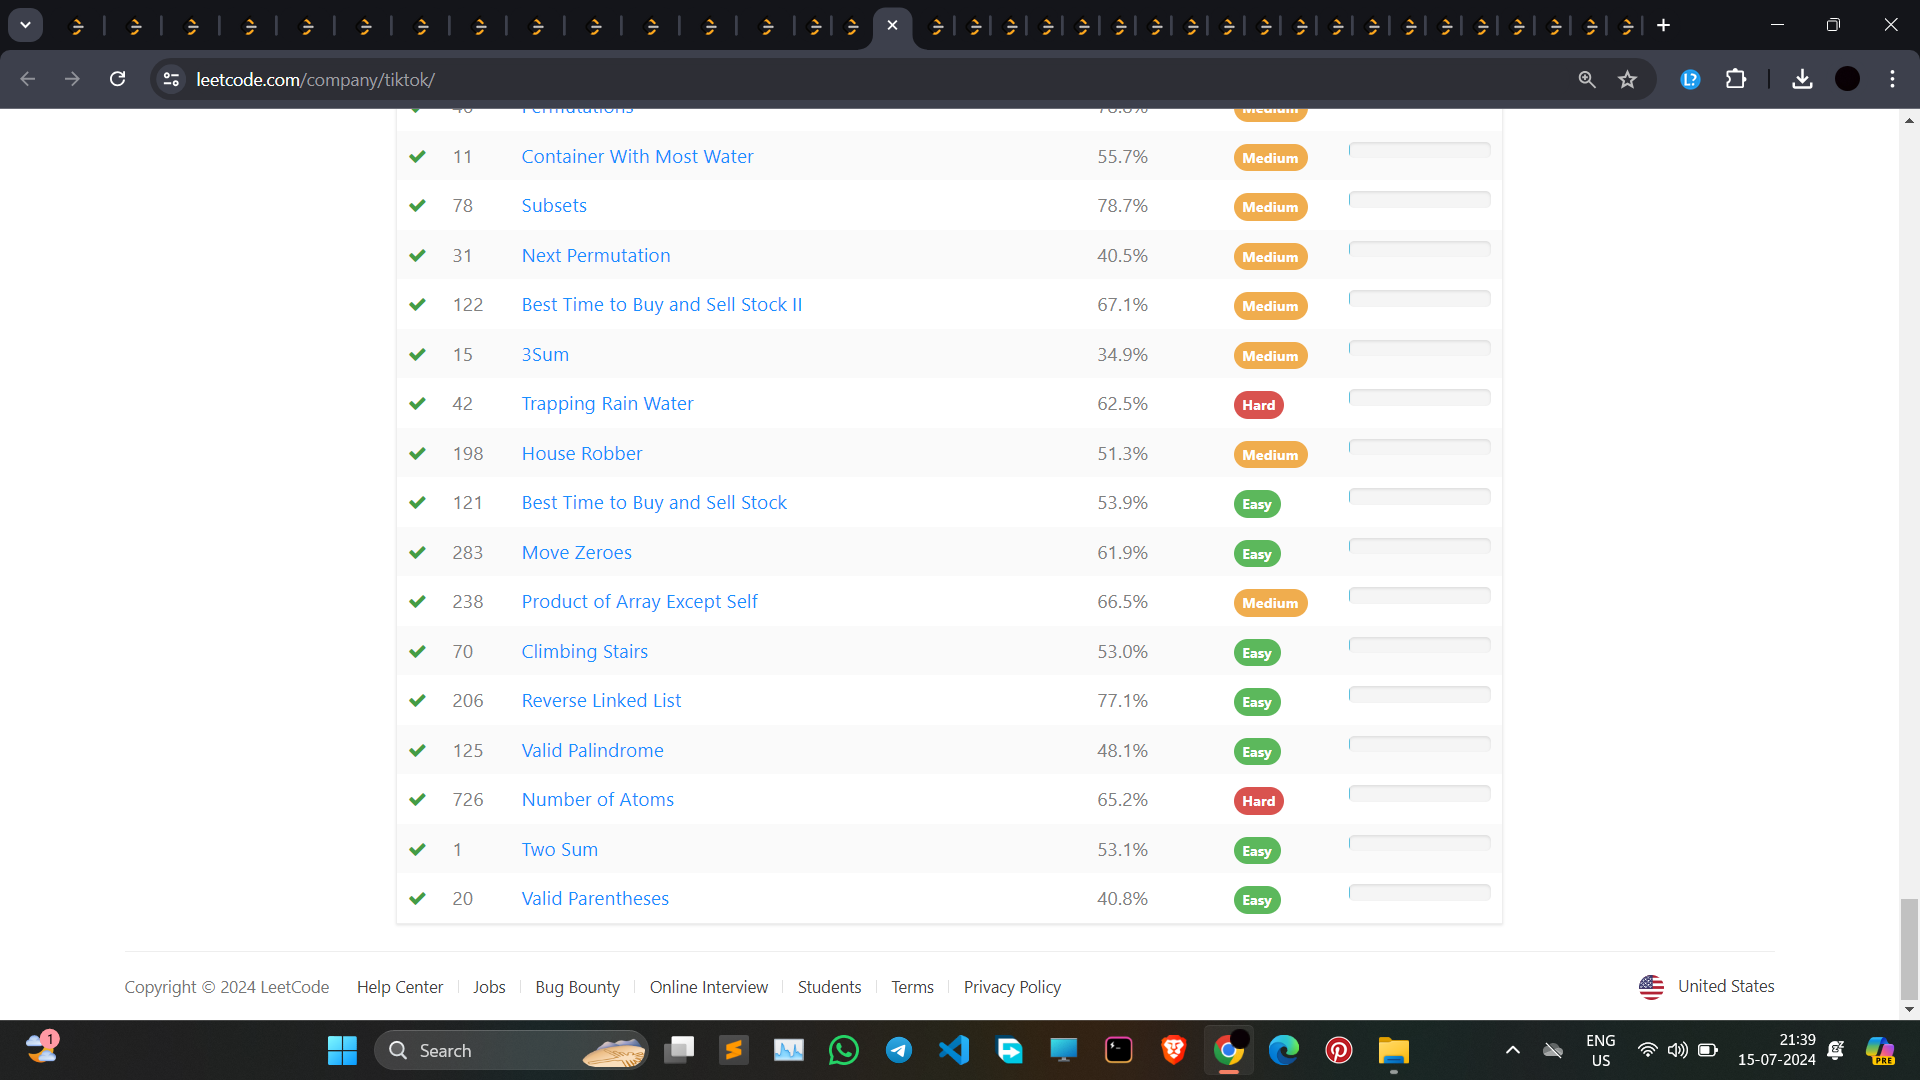 leetcode.com/company/tiktok/
46 Permutations 78.8% Medium
11 Container With Most Water 55.7% Medium
78 Subsets 78.7% Medium
31 Next Permutation 40.5% Medium
122 Best Time to Buy and Sell Stock II 67.1% Medium
15 3Sum 34.9% Medium
42 Trapping Rain Water 62.5% Hard
198 House Robber 51.3% Medium
121 Best Time to Buy and Sell Stock 53.9% Easy
283 Move Zeroes 61.9% Easy
238 Product of Array Except Self 66.5% Medium
70 Climbing Stairs 53.0% Easy
206 Reverse Linked List 77.1% Easy
125 Valid Palindrome 48.1% Easy
726 Number of Atoms 65.2% Hard
1 Two Sum 53.1% Easy
20 Valid Parentheses 40.8% Easy
Copyright © 2024 LeetCode Help Center Jobs Bug Bounty Online Interview Students Terms Privacy Policy United States
1 Search ENG 21:39
US 15-07-2024 PRE